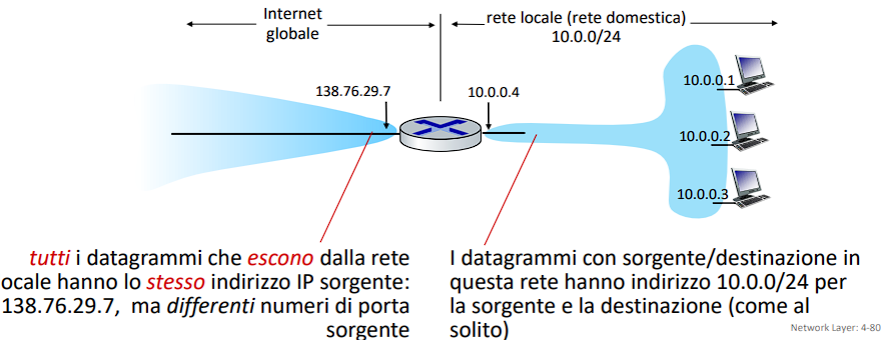 Internet
globale
rete locale (rete domestica)
10.0.0/24
138.76.29.7
10.0.0.4
10.0.0.1
10.0.0.2
10.0.0.3
tutti i datagrammi che escono dalla rete
ocale hanno lo stesso indirizzo IP sorgente:
138.76.29.7, ma differenti numeri di porta
sorgente
I datagrammi con sorgente/destinazione in
questa rete hanno indirizzo 10.0.0/24 per
la sorgente e la destinazione (come al
solito)
Network Layer: 4-80